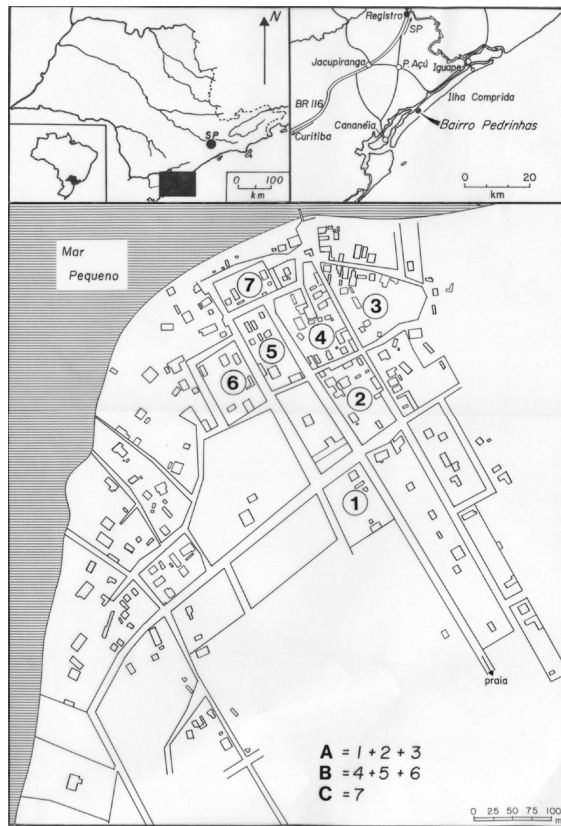 N
SP
0 100
km
Registro
SP
Jacupiranga
P. Açú
Iguape
BR 116
Ilha Comprida
Cananéia
Bairro Pedrinhas
Curitiba
0 20
km
Mar
Pequeno
7
3
4
5
6
2
1
praia
A = 1 + 2 + 3
B = 4 + 5 + 6
C = 7
0 25 50 100
m